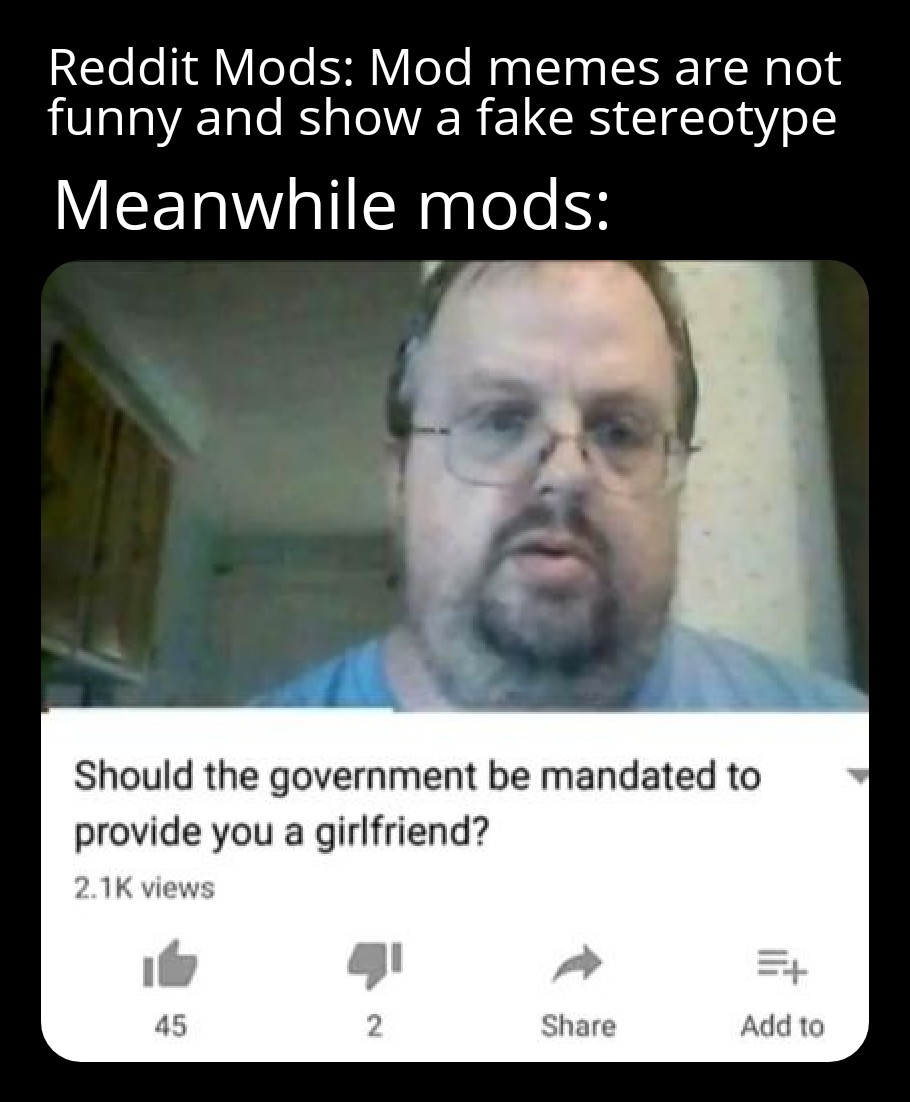 Reddit Mods: Mod memes are not
funny and show a fake stereotype
Meanwhile mods:
Should the government be mandated to
provide you a girlfriend?
2.1K views
45 2 Share Add to